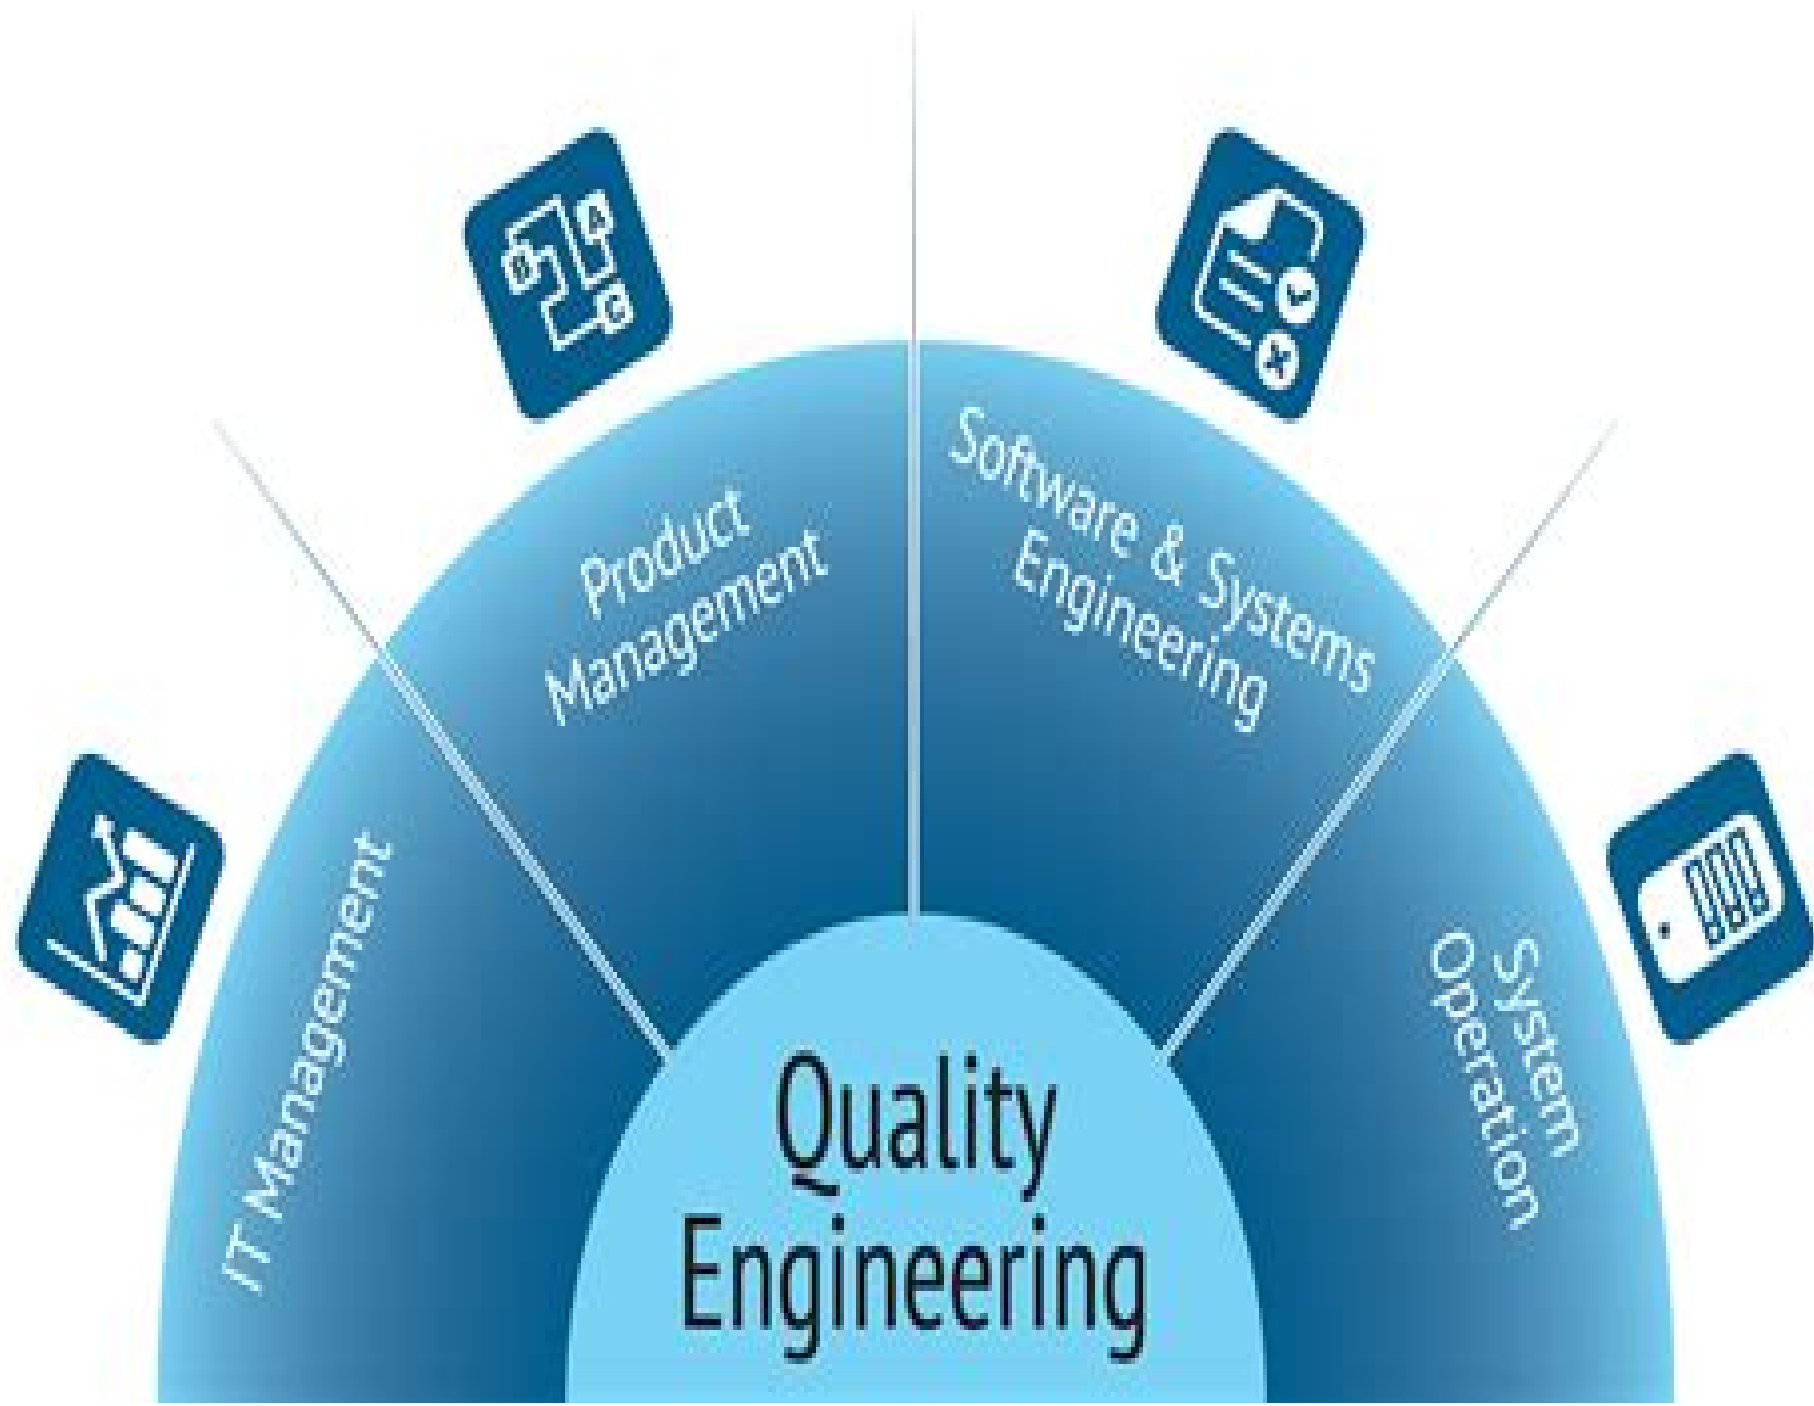 B
A
C
Product
Management
Software & Systems
Engineering
IT Management
System
Operation
Quality
Engineering